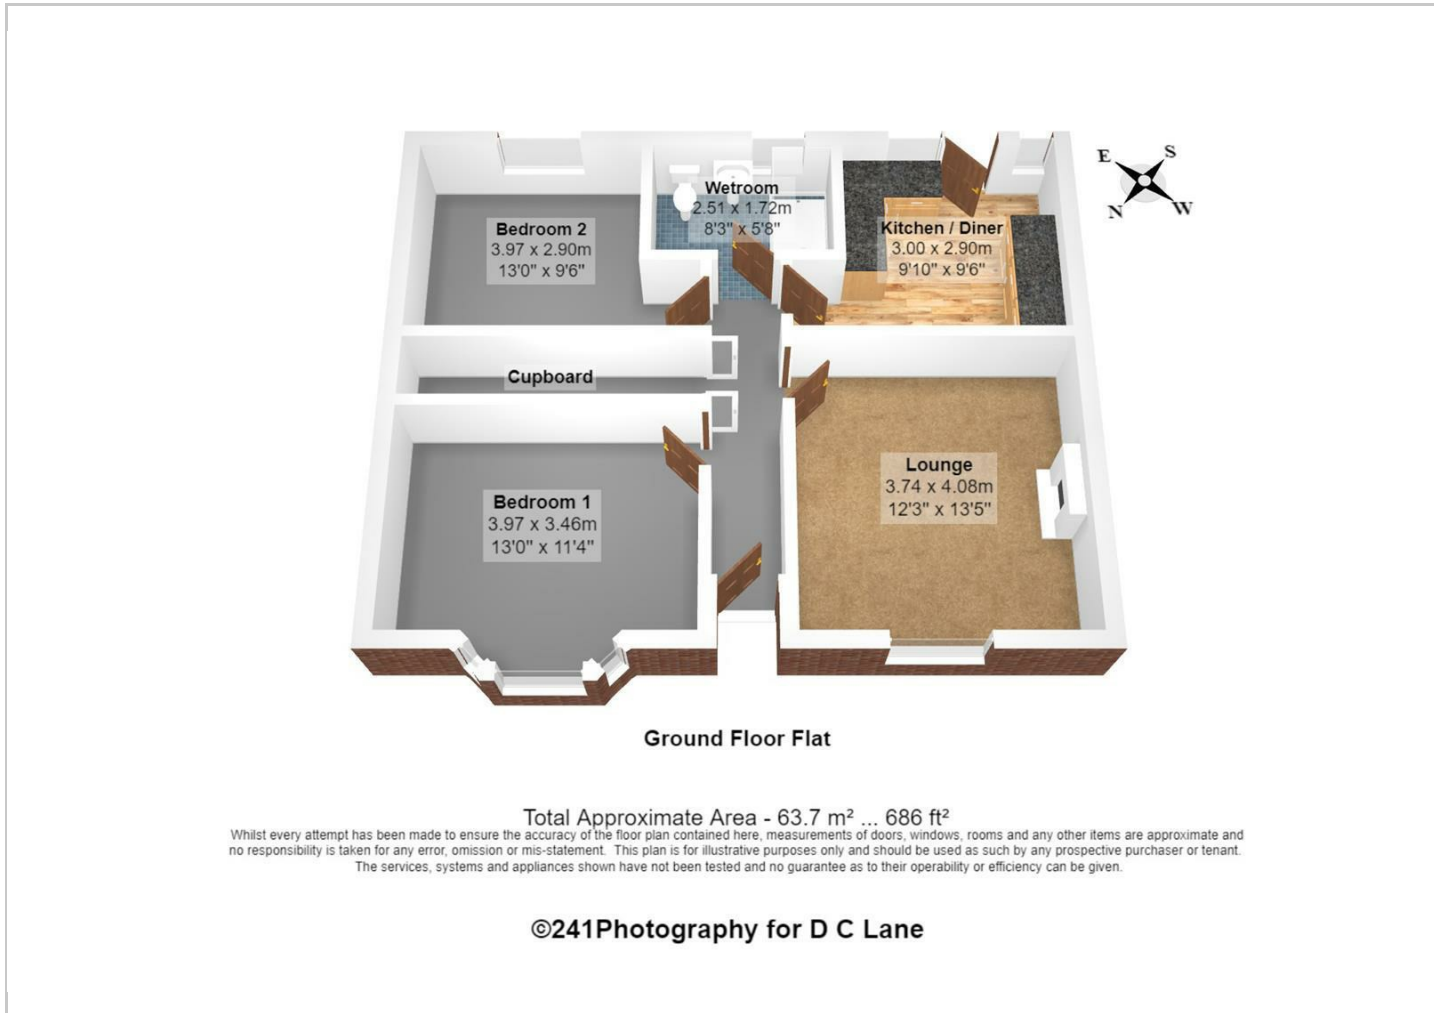 E S
N W
Bedroom 2
3.97 x 2.90m
13'0" x 9'6"
Wetroom
2.51 x 1.72m
8'3" x 5'8"
Kitchen / Diner
3.00 x 2.90m
9'10" x 9'6"
Cupboard
Bedroom 1
3.97 x 3.46m
13'0" x 11'4"
Lounge
3.74 x 4.08m
12'3" x 13'5"
Ground Floor Flat
Total Approximate Area - 63.7 m² ... 686 ft²
Whilst every attempt has been made to ensure the accuracy of the floor plan contained here, measurements of doors, windows, rooms and any other items are approximate and
no responsibility is taken for any error, omission or mis-statement. This plan is for illustrative purposes only and should be used as such by any prospective purchaser or tenant.
The services, systems and appliances shown have not been tested and no guarantee as to their operability or efficiency can be given.
©241Photography for D C Lane